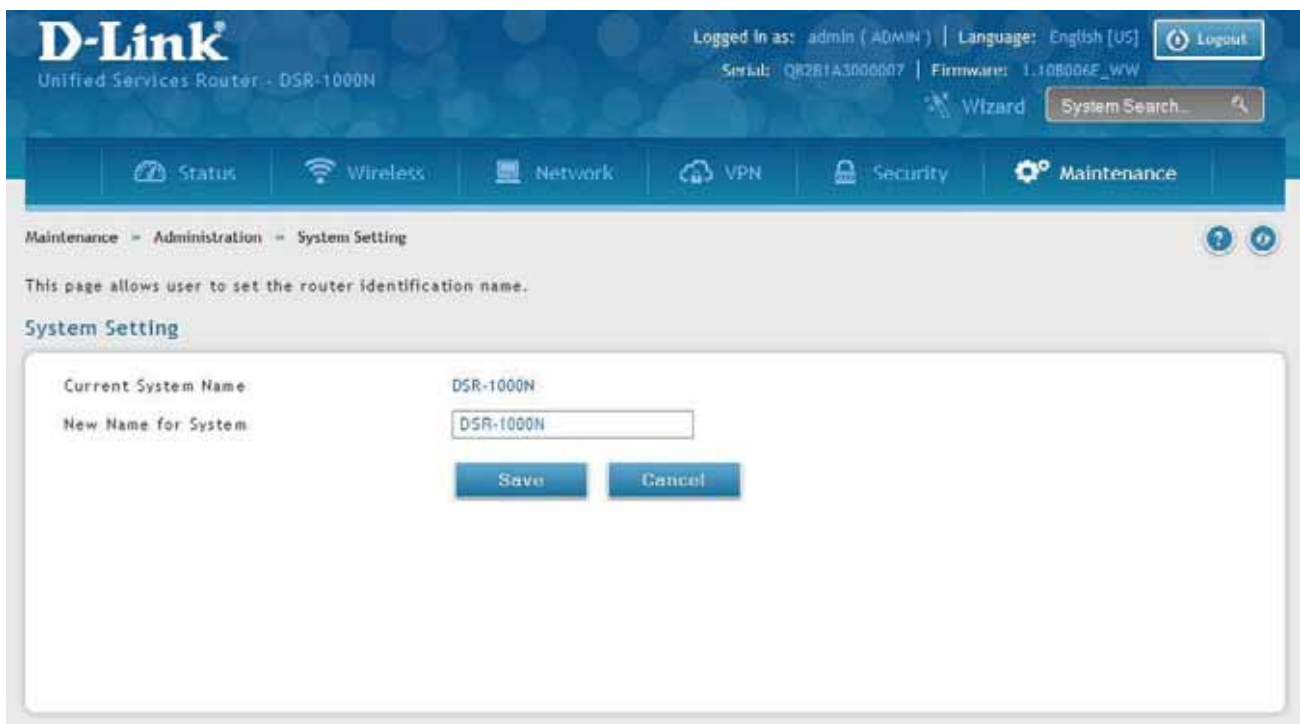 D-Link
Unified Services Router - DSR-1000N
Logged in as: admin ( ADMIN ) | Language: English [US]
Logout
Serial: QB2B1A3000007 | Firmware: 1.10B006E_WW
Wizard
System Search...
Status
Wireless
Network
VPN
Security
Maintenance
Maintenance » Administration » System Setting
This page allows user to set the router identification name.
System Setting
Current System Name DSR-1000N
New Name for System DSR-1000N
Save Cancel